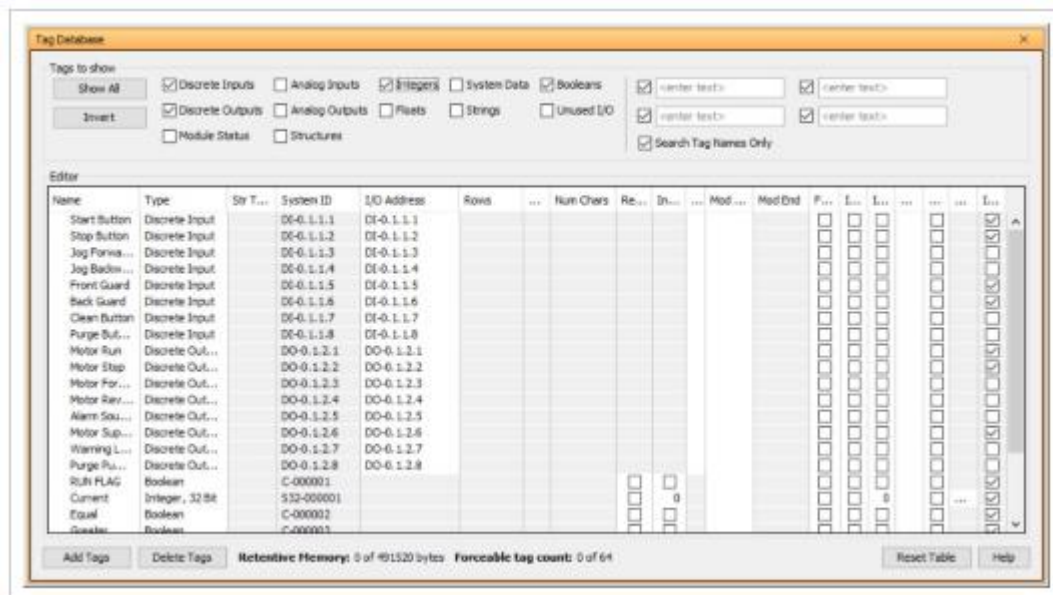 Tag Database
Tags to show
Show All Discrete Inputs Analog Inputs Integers System Data Booleans <enter text> <enter text>
Invert Discrete Outputs Analog Outputs Floats Strings Unused I/O <enter text> <enter text>
Module Status Structures Search Tag Names Only
Editor
Name Type Str T... System ID I/O Address Rows ... Num Chars Re... In... ... Mod ... Mod End F... I... I... ... ... ... I...
Start Button Discrete Input DI-0.1.1.1 DI-0.1.1.1
Stop Button Discrete Input DI-0.1.1.2 DI-0.1.1.2
Jog Forwa... Discrete Input DI-0.1.1.3 DI-0.1.1.3
Jog Backw... Discrete Input DI-0.1.1.4 DI-0.1.1.4
Front Guard Discrete Input DI-0.1.1.5 DI-0.1.1.5
Back Guard Discrete Input DI-0.1.1.6 DI-0.1.1.6
Clean Button Discrete Input DI-0.1.1.7 DI-0.1.1.7
Purge But... Discrete Input DI-0.1.1.8 DI-0.1.1.8
Motor Run Discrete Out... DO-0.1.2.1 DO-0.1.2.1
Motor Stop Discrete Out... DO-0.1.2.2 DO-0.1.2.2
Motor For... Discrete Out... DO-0.1.2.3 DO-0.1.2.3
Motor Rev... Discrete Out... DO-0.1.2.4 DO-0.1.2.4
Alarm Sou... Discrete Out... DO-0.1.2.5 DO-0.1.2.5
Motor Sup... Discrete Out... DO-0.1.2.6 DO-0.1.2.6
Warning L... Discrete Out... DO-0.1.2.7 DO-0.1.2.7
Purge Pu... Discrete Out... DO-0.1.2.8 DO-0.1.2.8
RUN FLAG Boolean C-000001
Current Integer, 32 Bit S32-000001 0 0 ...
Equal Boolean C-000002
Greater Boolean C-000003
Add Tags Delete Tags Retentive Memory: 0 of 491520 bytes Forceable tag count: 0 of 64 Reset Table Help